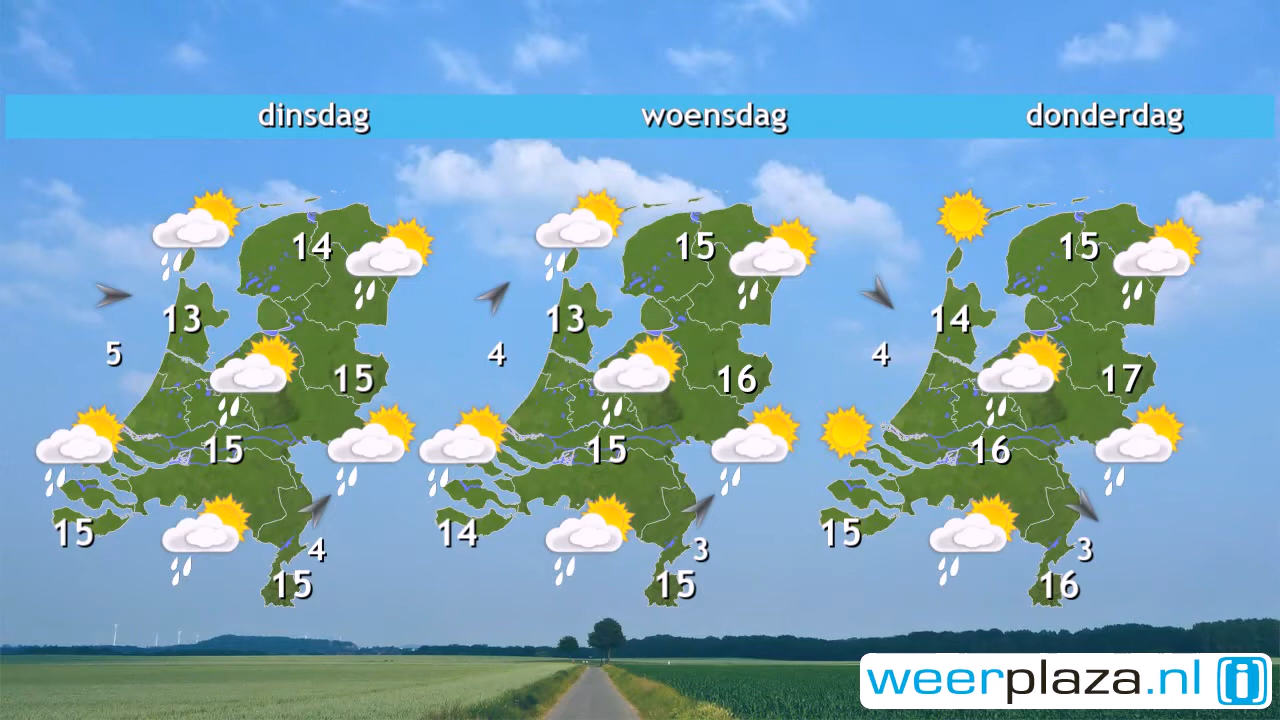 dinsdag woensdag donderdag
14 15 15
13 13 14
5 4 4
15 16 17
15 15 16
15 14 15
4 3 3
15 15 16
weerplaza.nl i